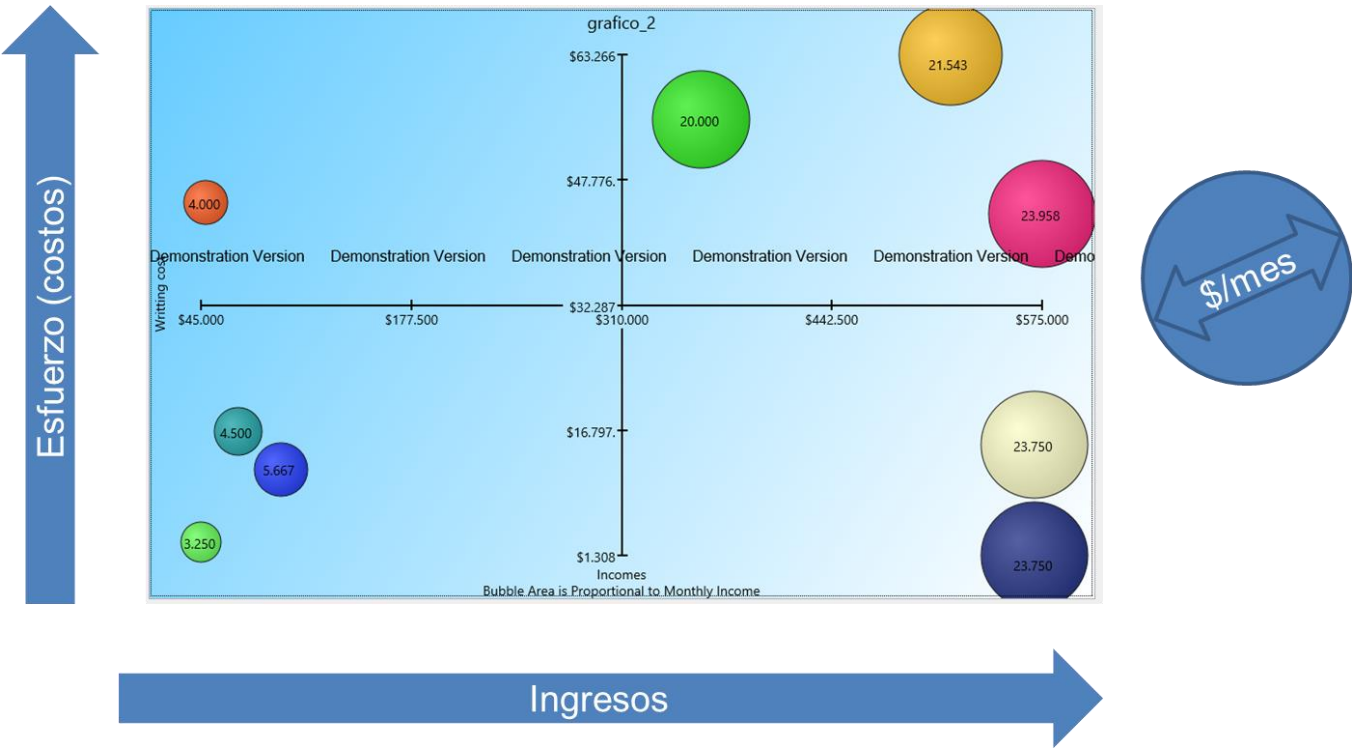 grafico_2
$63.266
21.543
20.000
$47.776.
4.000
23.958
Demonstration Version Demonstration Version Demonstration Version Demonstration Version Demonstration Version Demo
Writting cost
$32.287
$45.000 $177.500 $310.000 $442.500 $575.000
4.500
$16.797.
23.750
5.667
3.250
$1.308
23.750
Incomes
Bubble Area is Proportional to Monthly Income
Esfuerzo (costos)
$/mes
Ingresos